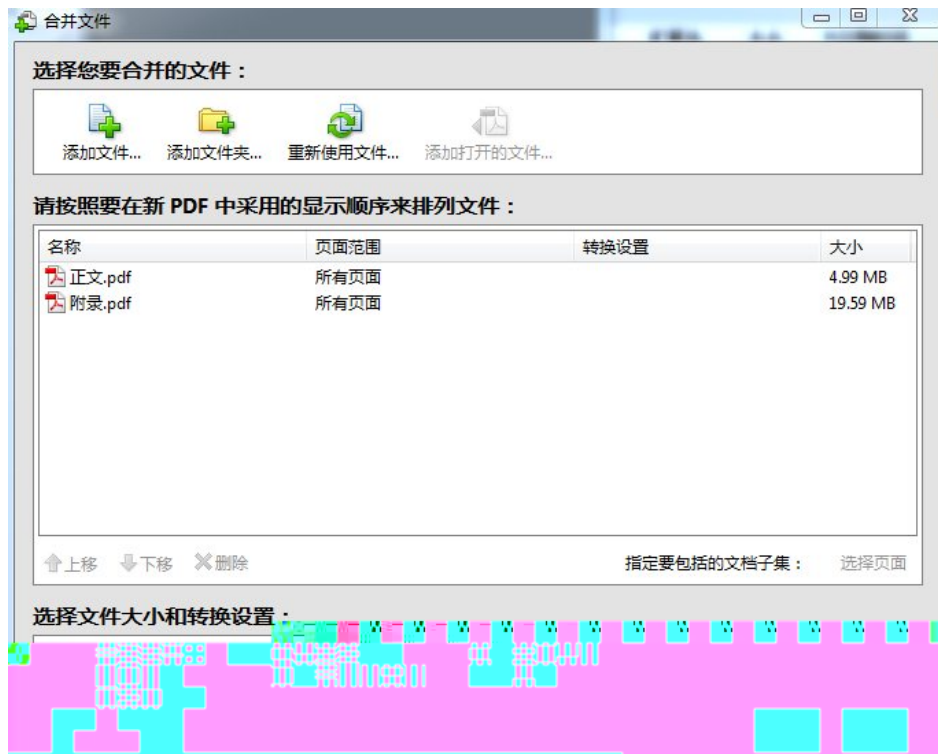 合并文件
选择您要合并的文件：
添加文件... 添加文件夹... 重新使用文件... 添加打开的文件...
请按照要在新 PDF 中采用的显示顺序来排列文件：
名称 页面范围 转换设置 大小
正文.pdf 所有页面 4.99 MB
附录.pdf 所有页面 19.59 MB
上移 下移 删除 指定要包括的文档子集： 选择页面
选择文件大小和转换设置：